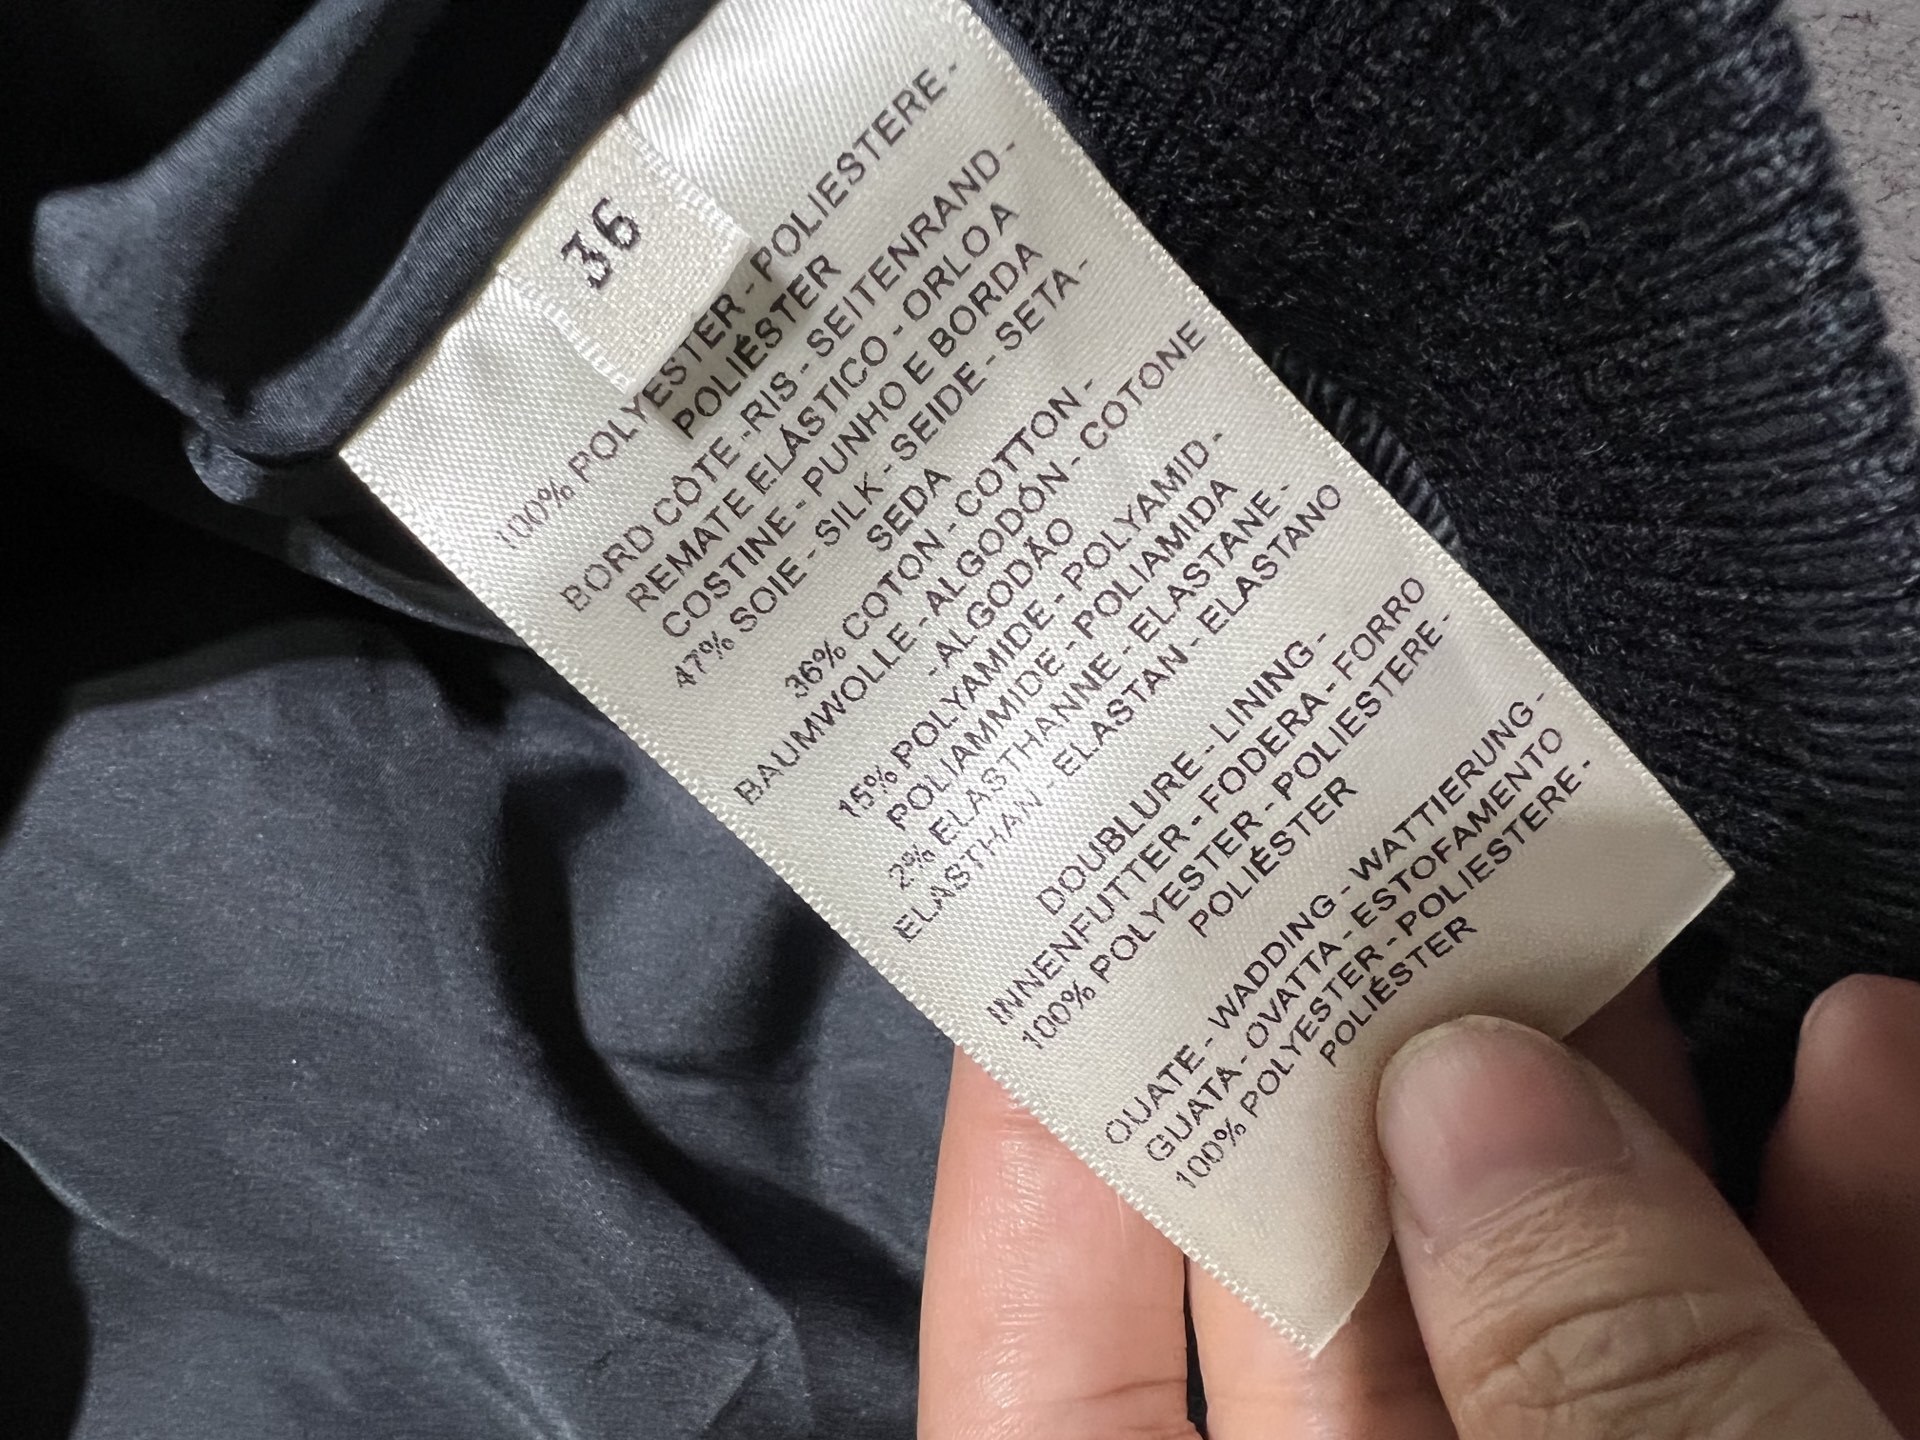 36
100% POLYESTER - POLIESTERE -
POLIÉSTER
BORD CÔTE - RIS - SEITENRAND -
REMATE ELÁSTICO - ORLO A
COSTINE - PUNHO E BORDA
47% SOIE - SILK - SEIDE - SETA -
SEDA
36% COTON - COTTON -
BAUMWOLLE - ALGODÓN - COTONE
- ALGODÃO
15% POLYAMIDE - POLYAMID -
POLIAMMIDE - POLIAMIDA
2% ELASTHANNE - ELASTANE -
ELASTHAN - ELASTAN - ELASTANO
DOUBLURE - LINING -
INNENFUTTER - FODERA - FORRO
100% POLYESTER - POLIESTERE -
POLIÉSTER
OUATE - WADDING - WATTIERUNG -
GUATA - OVATTA - ESTOFAMENTO
100% POLYESTER - POLIESTERE -
POLIÉSTER